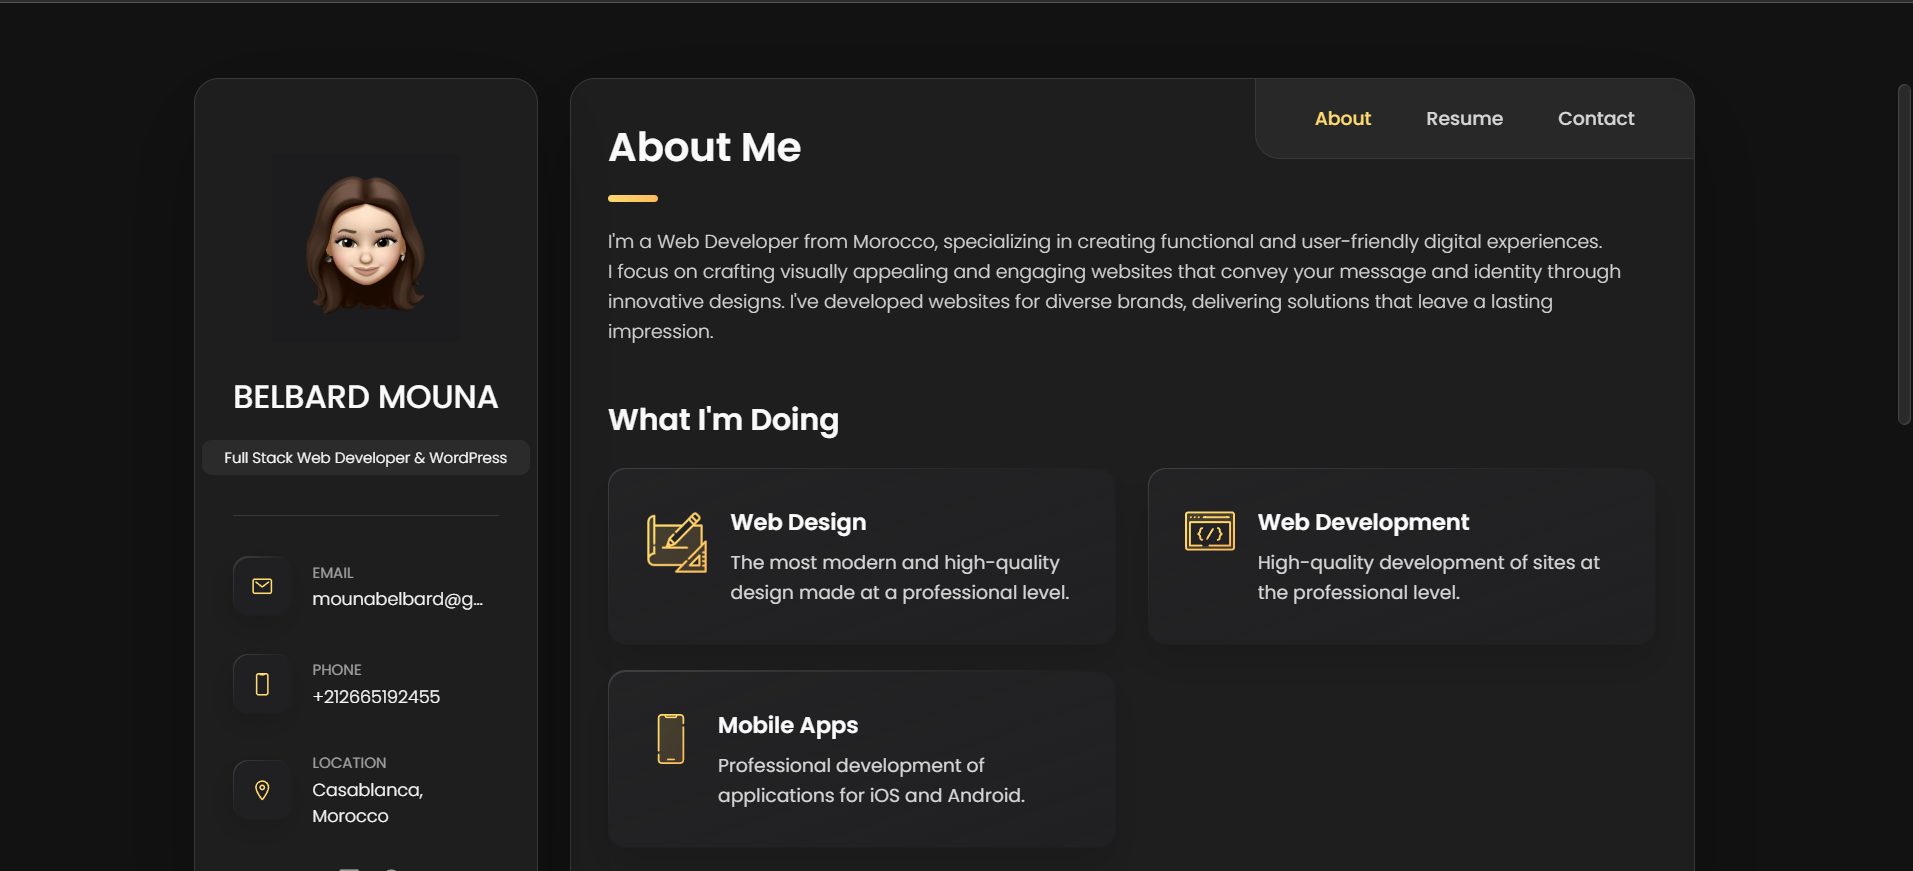 About
Resume
Contact
BELBARD MOUNA
Full Stack Web Developer & WordPress
EMAIL
mounabelbard@g...
PHONE
+212665192455
LOCATION
Casablanca,
Morocco
About Me
I'm a Web Developer from Morocco, specializing in creating functional and user-friendly digital experiences.
I focus on crafting visually appealing and engaging websites that convey your message and identity through
innovative designs. I've developed websites for diverse brands, delivering solutions that leave a lasting
impression.
What I'm Doing
Web Design
The most modern and high-quality
design made at a professional level.
Web Development
High-quality development of sites at
the professional level.
Mobile Apps
Professional development of
applications for iOS and Android.